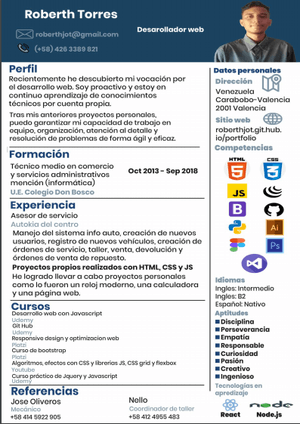 Roberth Torres
Desarollador web
roberthjot@gmail.com
(+58) 426 3389 821
Perfil
Recientemente he descubierto mi vocación por
el desarrollo web. Soy proactivo y estoy en
continuo aprendizaje de conocimientos
técnicos por cuenta propia.
Tras mis anteriores proyectos personales,
puedo garantizar mi capacidad de trabajo en
equipo, organización, atención al detalle y
resolución de problemas de forma ágil y eficaz.
Formación
Técnico medio en comercio
y servicios administrativos
mención (informática)
U.E. Colegio Don Bosco
Oct 2013 - Sep 2018
Experiencia
Asesor de servicio
Autokia del centro
Manejo del sistema info auto, creación de nuevos
usuarios, registro de nuevos vehículos, creación de
órdenes de servicio, taller, venta, devolución y
órdenes de venta de repuesto.
Proyectos propios realizados con HTML, CSS y JS
He logrado llevar a cabo proyectos personales
como lo fueron un reloj moderno, una calculadora
y una página web.
Cursos
Desarrollo web con Javascript
Udemy
Git Hub
Udemy
Responsive design y optimizacion web
Platzi
Curso de bootstrap
Platzi
Algoritmos, efectos con CSS y librerias JS, CSS grid y flexbox
Youtube
Curso práctico de Jquery y Javascript
Udemy
Referencias
Jose Oliveros
Mecánico
+58 414 5922 905
Nello
Coordinador de taller
+58 412 4955 483
Datos personales
Dirección
Venezuela
Carabobo-Valencia
2001 Valencia
Sitio web
roberthjot.github.
io/portfolio
Competencias
HTML
CSS
JS
B
Ai
Idiomas
Ingles: Intermedio
Ingles: B2
Español: Nativo
Aptitudes
Disciplina
Perseverancia
Empatia
Responsable
Curiosidad
Pasión
Creativo
Ingenioso
Tecnologías en
apredizaje
React
node
Node.js